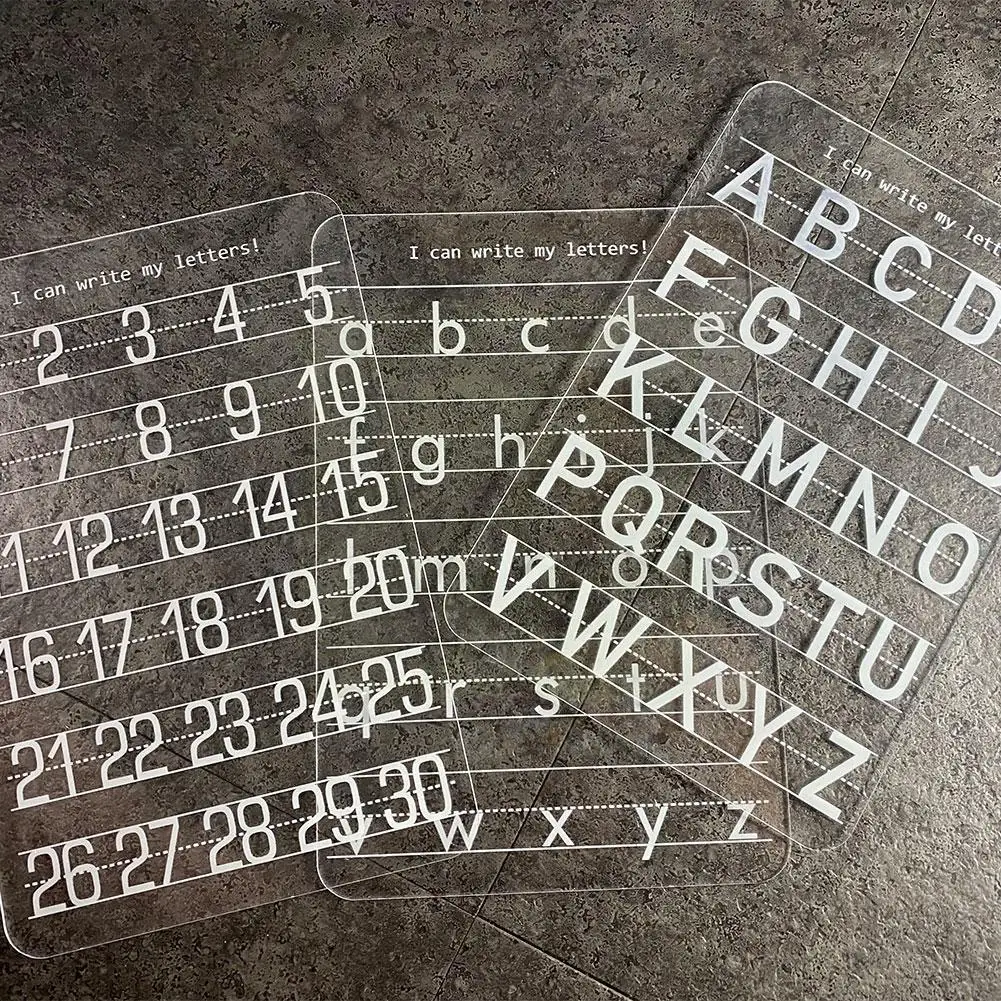 I can write my letters!
2 3 4 5
7 8 9 10
1 12 13 14 15
16 17 18 19 20
21 22 23 24 25
26 27 28 29 30
I can write my letters!
a b c d e
f g h i j k
l m n o p
q r s t u
v w x y z
I can write my
A B C D
F G H I J
K L M N O
P Q R S T U
V W X Y Z